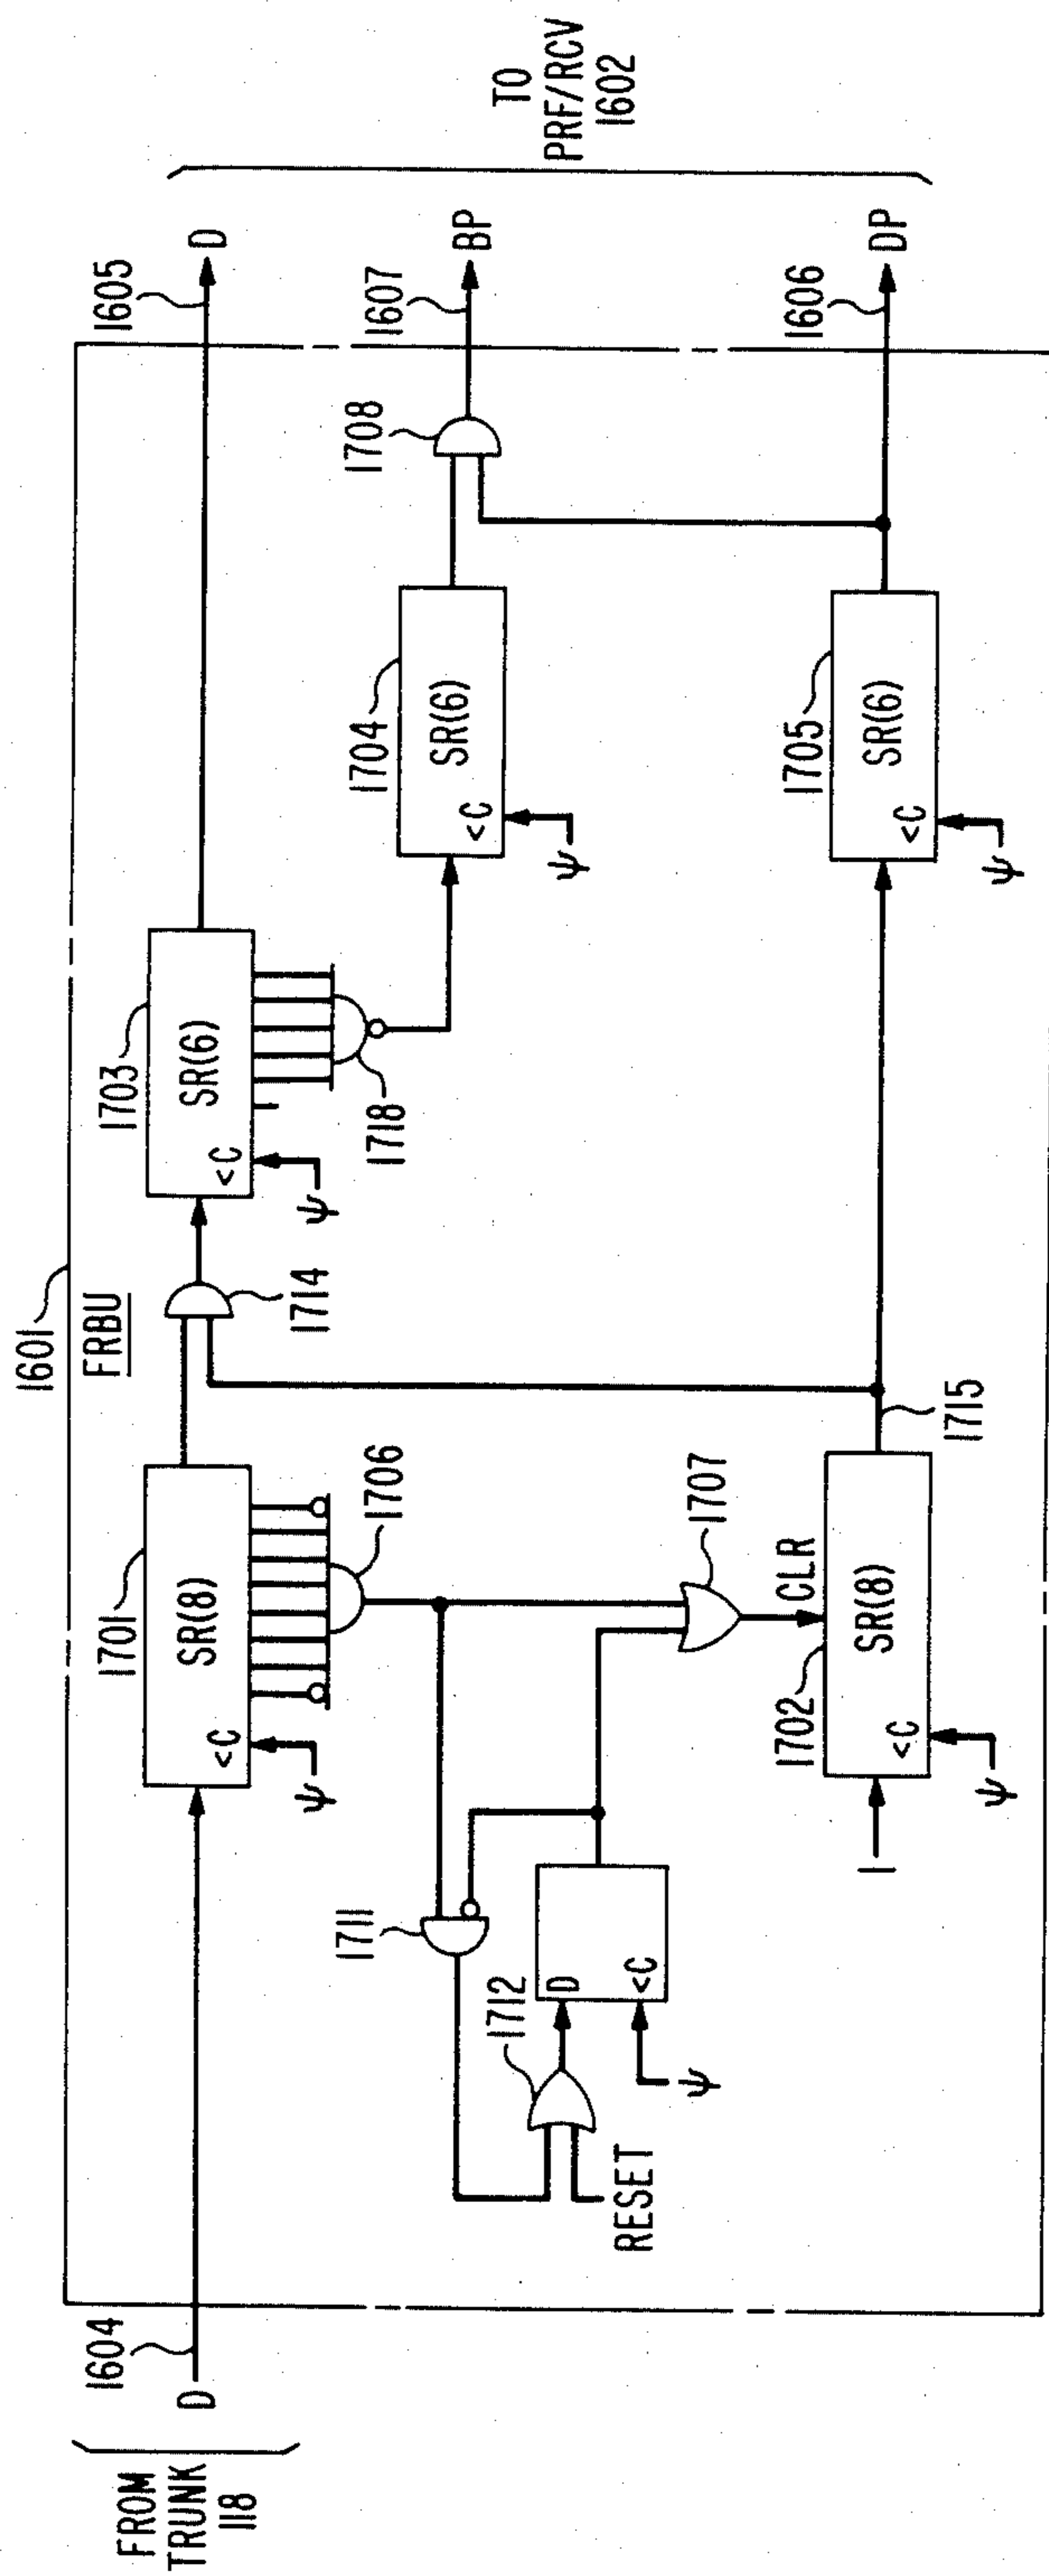 FROM
TRUNK
118
D
1604
1601
FRBU
1701
SR(8)
<C
Ψ
1706
1714
1703
SR(6)
<C
Ψ
1718
1605
D
TO
PRF/RCV
1602
1711
1712
D
<C
Ψ
RESET
1707
CLR
1702
SR(8)
<C
Ψ
1
1715
1704
SR(6)
<C
Ψ
1708
1607
BP
1705
SR(6)
<C
Ψ
1606
DP